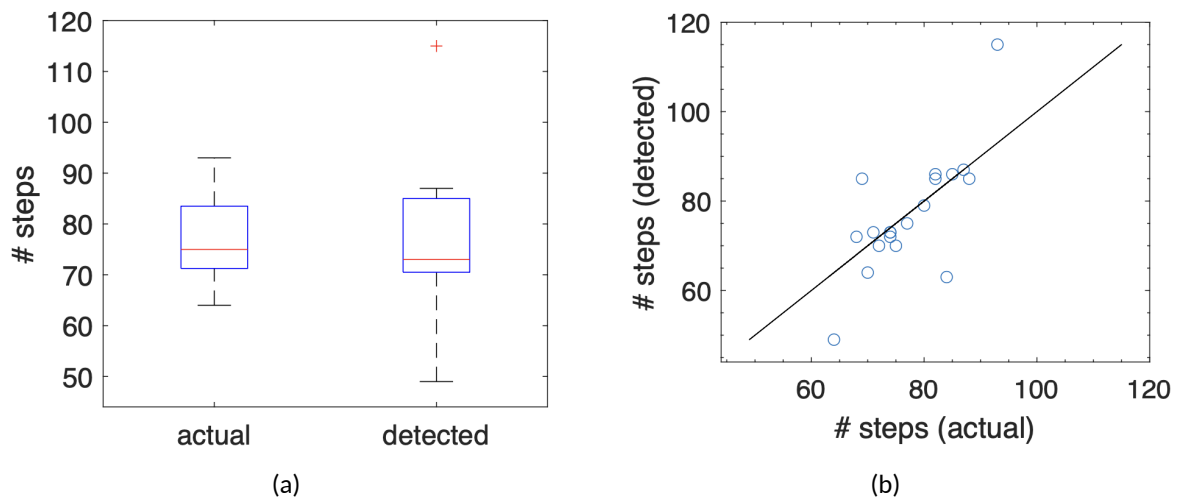 120
110
100
90
80
70
60
50
# steps
actual detected
(a)
120
100
80
60
# steps (detected)
60 80 100 120
# steps (actual)
(b)